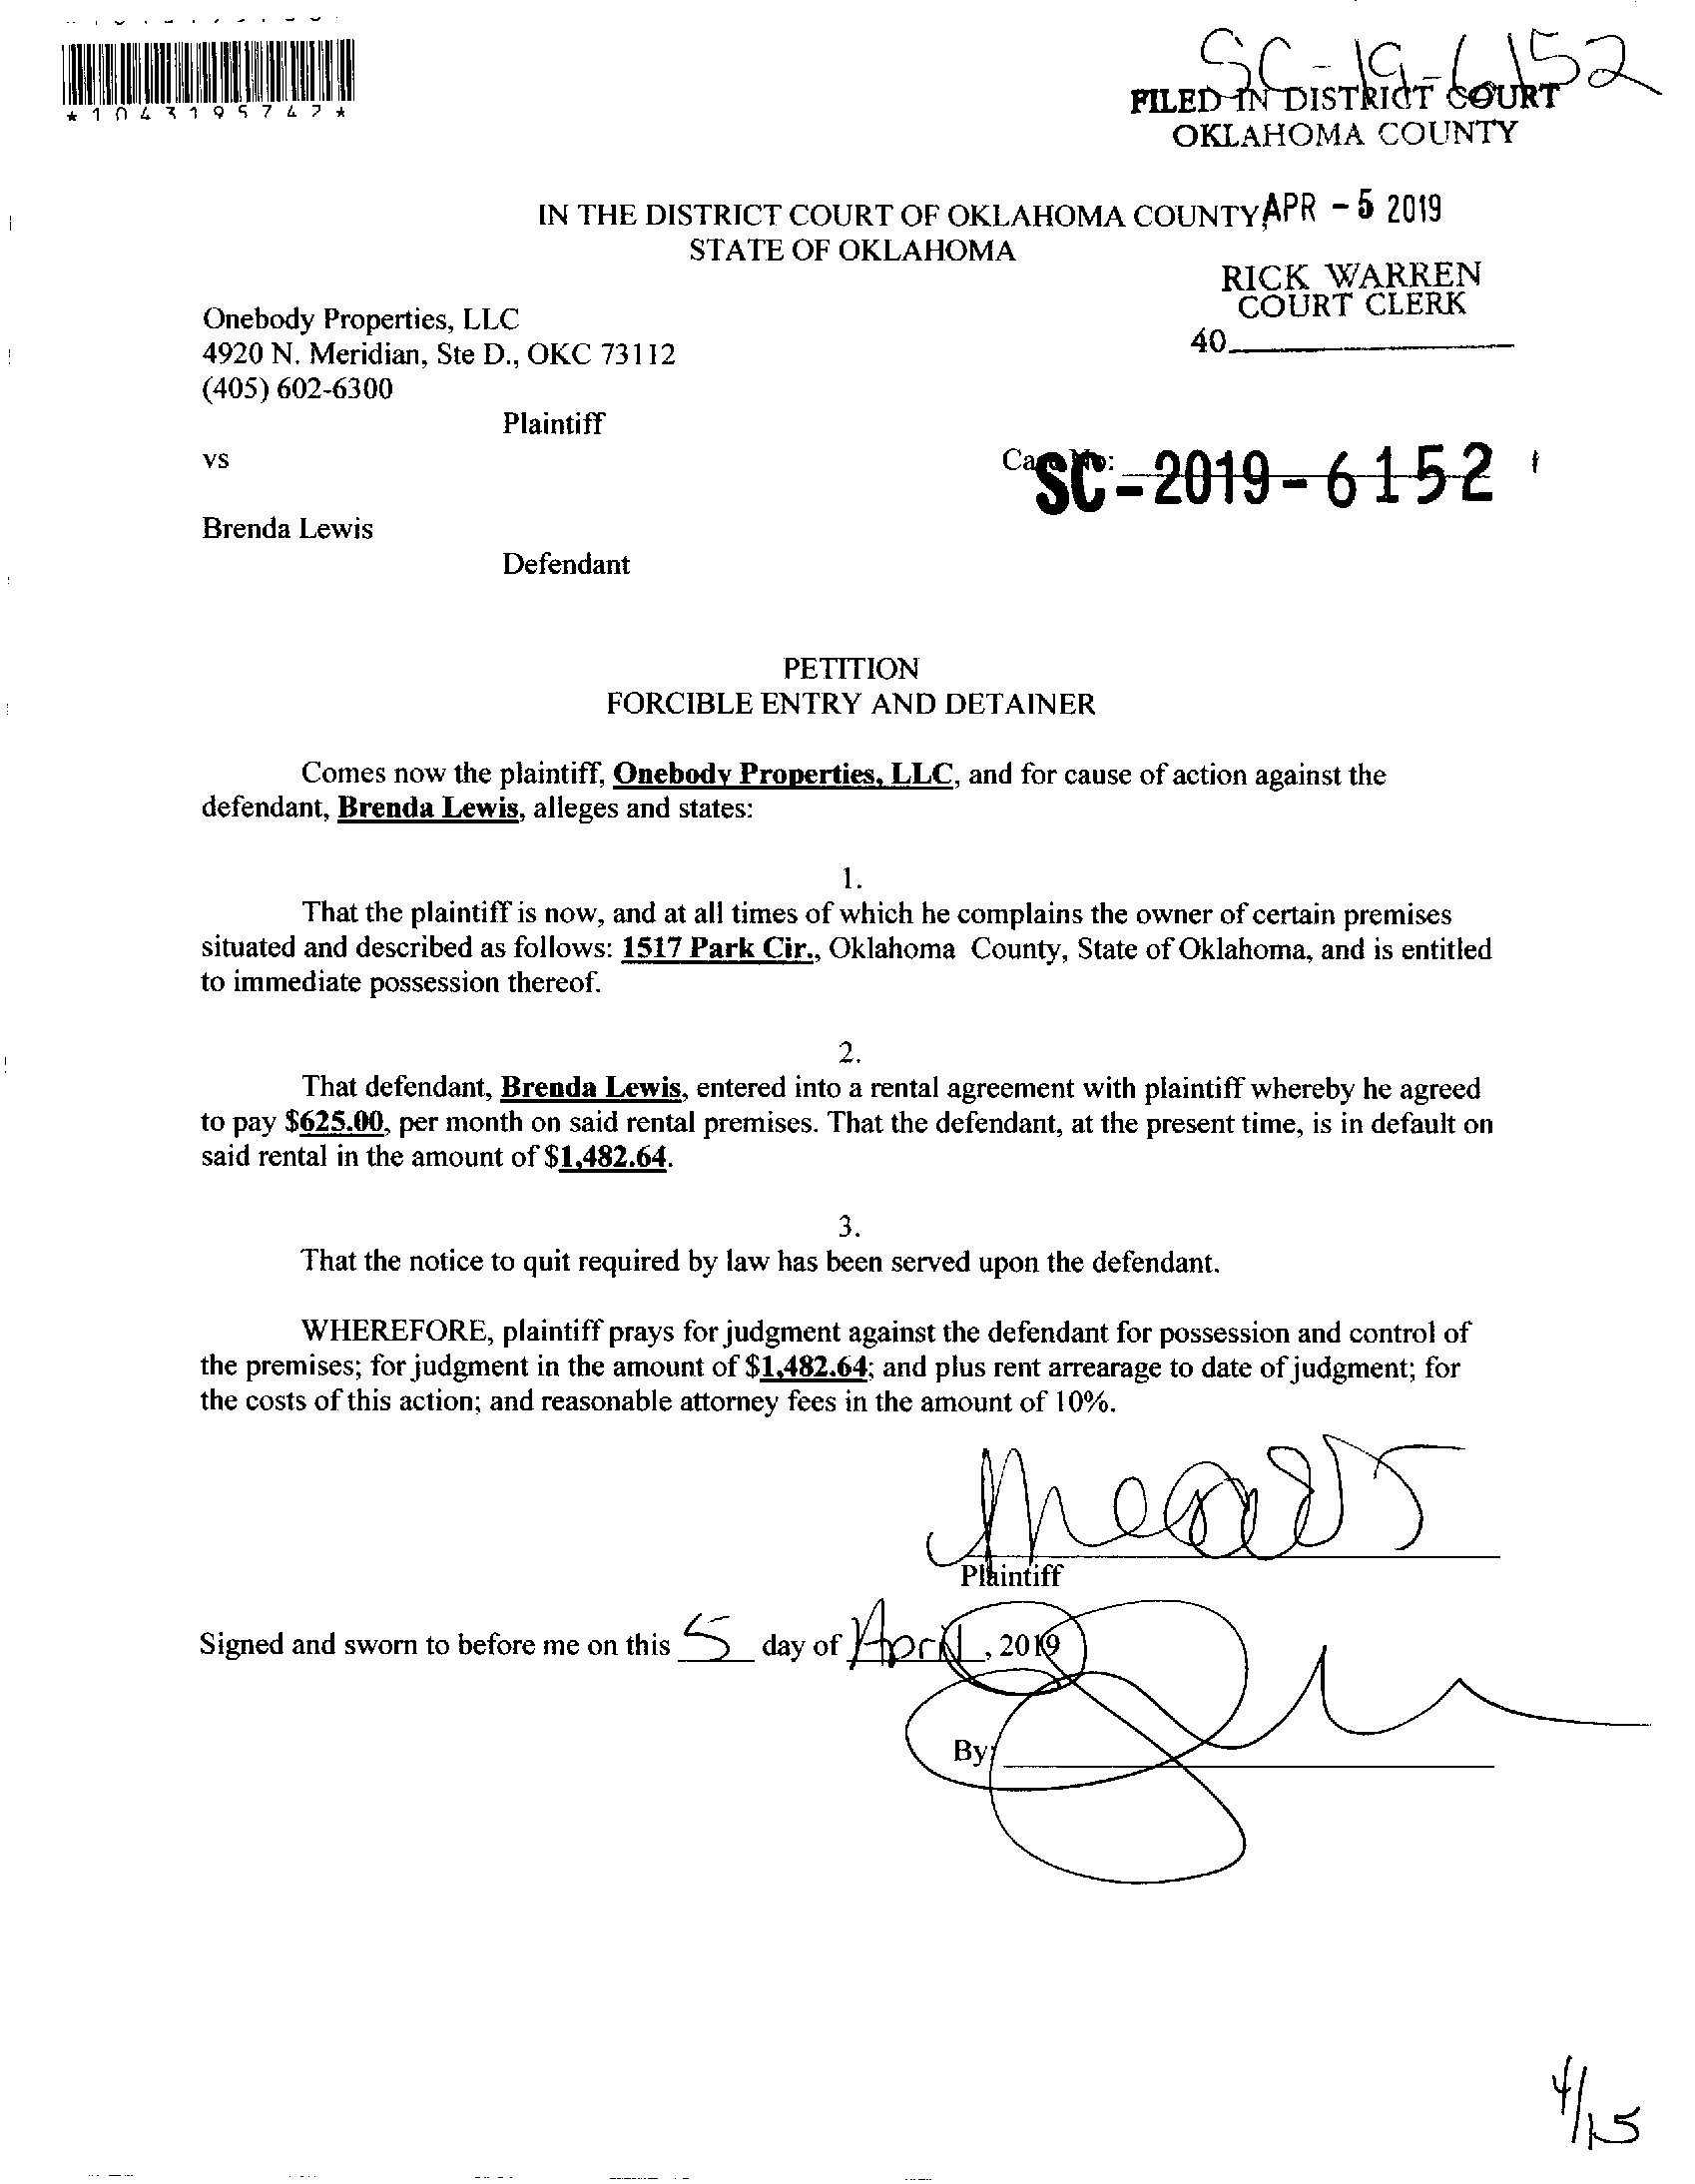 SC-19-6152
*1043195747*
FILED IN DISTRICT COURT
OKLAHOMA COUNTY
IN THE DISTRICT COURT OF OKLAHOMA COUNTY, APR - 5 2019
STATE OF OKLAHOMA
RICK WARREN
COURT CLERK
40
Onebody Properties, LLC
4920 N. Meridian, Ste D., OKC 73112
(405) 602-6300
Plaintiff
vs
Case No: SC-2019-6152
Brenda Lewis
Defendant
PETITION
FORCIBLE ENTRY AND DETAINER
Comes now the plaintiff, Onebody Properties, LLC, and for cause of action against the
defendant, Brenda Lewis, alleges and states:
1.
That the plaintiff is now, and at all times of which he complains the owner of certain premises
situated and described as follows: 1517 Park Cir., Oklahoma County, State of Oklahoma, and is entitled
to immediate possession thereof.
2.
That defendant, Brenda Lewis, entered into a rental agreement with plaintiff whereby he agreed
to pay $625.00, per month on said rental premises. That the defendant, at the present time, is in default on
said rental in the amount of $1,482.64.
3.
That the notice to quit required by law has been served upon the defendant.
WHEREFORE, plaintiff prays for judgment against the defendant for possession and control of
the premises; for judgment in the amount of $1,482.64; and plus rent arrearage to date of judgment; for
the costs of this action; and reasonable attorney fees in the amount of 10%.
Plaintiff
Signed and sworn to before me on this 5 day of April, 2019
By:
4/15